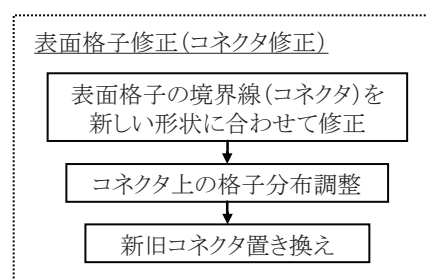 表面格子修正(コネクタ修正)
表面格子の境界線(コネクタ)を
新しい形状に合わせて修正
コネクタ上の格子分布調整
新旧コネクタ置き換え